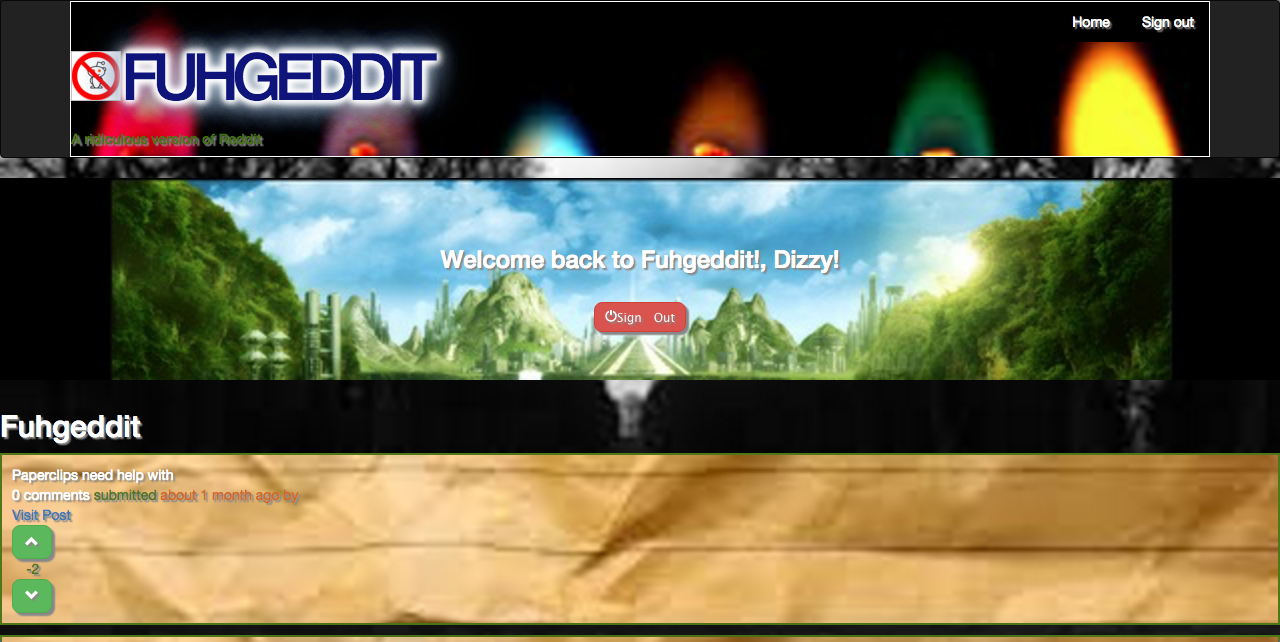 Home Sign out
FUHGEDDIT
A ridiculous version of Reddit
Welcome back to Fuhgeddit!, Dizzy!
Sign Out
Fuhgeddit
Paperclips need help with
0 comments submitted about 1 month ago by
Visit Post
-2